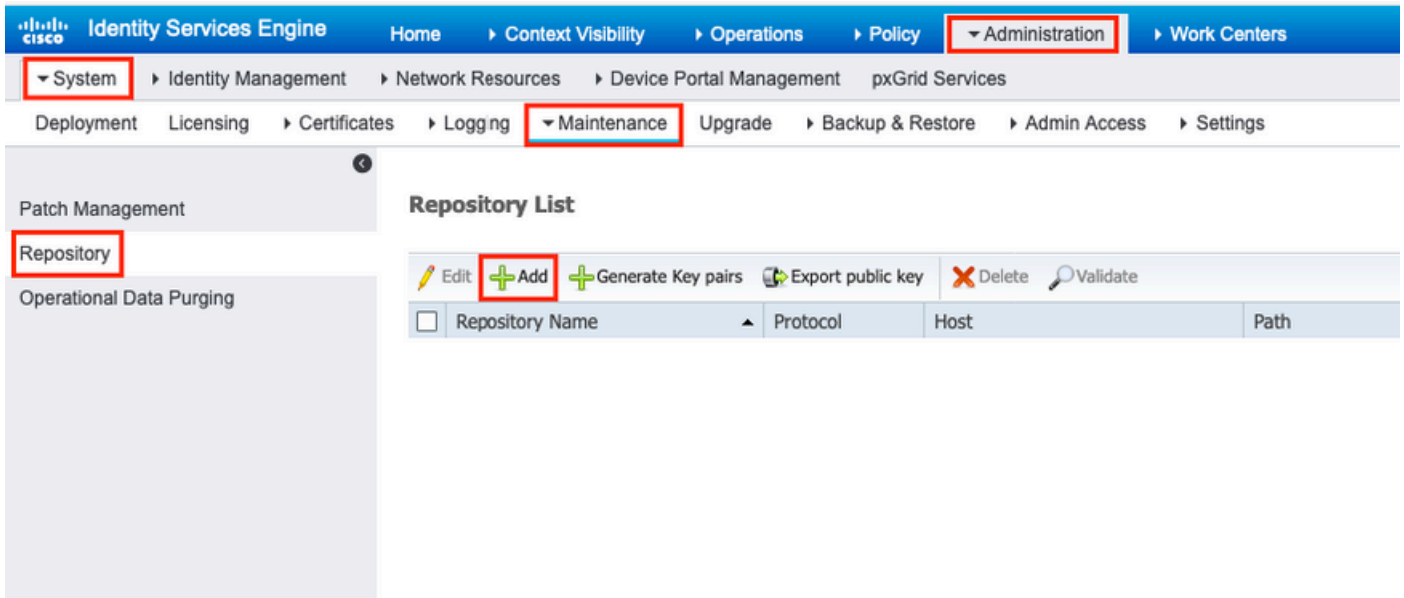 cisco Identity Services Engine Home Context Visibility Operations Policy Administration Work Centers
System Identity Management Network Resources Device Portal Management pxGrid Services
Deployment Licensing Certificates Logging Maintenance Upgrade Backup & Restore Admin Access Settings
Patch Management
Repository
Operational Data Purging
Repository List
Edit Add Generate Key pairs Export public key Delete Validate
Repository Name Protocol Host Path